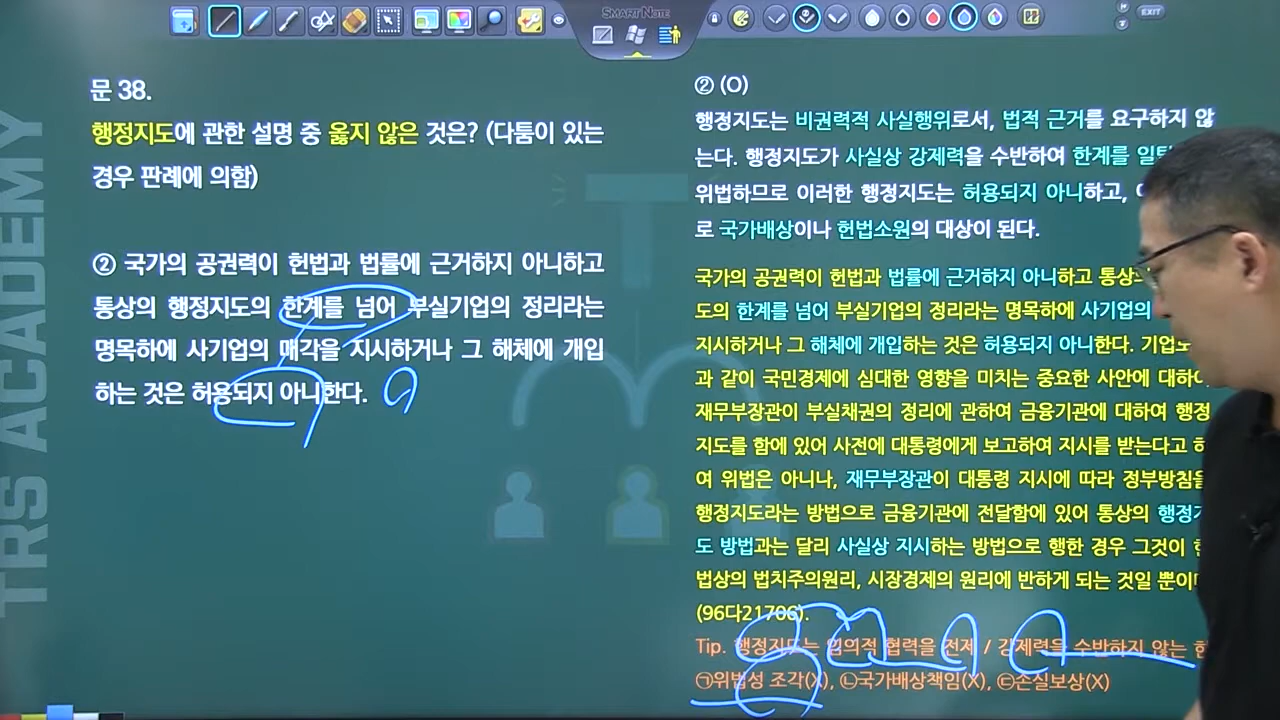 SMARTNOTE
EXIT
TRS ACADEMY
문 38.
행정지도에 관한 설명 중 옳지 않은 것은? (다툼이 있는
경우 판례에 의함)
② 국가의 공권력이 헌법과 법률에 근거하지 아니하고
통상의 행정지도의 한계를 넘어 부실기업의 정리라는
명목하에 사기업의 매각을 지시하거나 그 해체에 개입
하는 것은 허용되지 아니한다.
② (O)
행정지도는 비권력적 사실행위로서, 법적 근거를 요구하지 않
는다. 행정지도가 사실상 강제력을 수반하여 한계를
위법하므로 이러한 행정지도는 허용되지 아니하고,
로 국가배상이나 헌법소원의 대상이 된다.
국가의 공권력이 헌법과 법률에 근거하지 아니하고
도의 한계를 넘어 부실기업의 정리라는 명목하에 사기업의
지시하거나 그 해체에 개입하는 것은 허용되지 아니한다.
과 같이 국민경제에 심대한 영향을 미치는 중요한 사안에
재무부장관이 부실채권의 정리에 관하여 금융기관에 대하여 행정
지도를 함에 있어 사전에 대통령에게 보고하여 지시를 받는다고
여 위법은 아니나, 재무부장관이 대통령 지시에 따라 정부방침을
행정지도라는 방법으로 금융기관에 전달함에 있어 통상의
도 방법과는 달리 사실상 지시하는 방법으로 행한 경우 그것이
법상의 법치주의원리, 시장경제의 원리에 반하게 되는 것일
(96다21706).
Tip. 행정지도는 임의적 협력을 전제 / 강제력을 수반하지 않는
㉠위법성 조각(X), ㉡국가배상책임(X), ㉢손실보상(X)